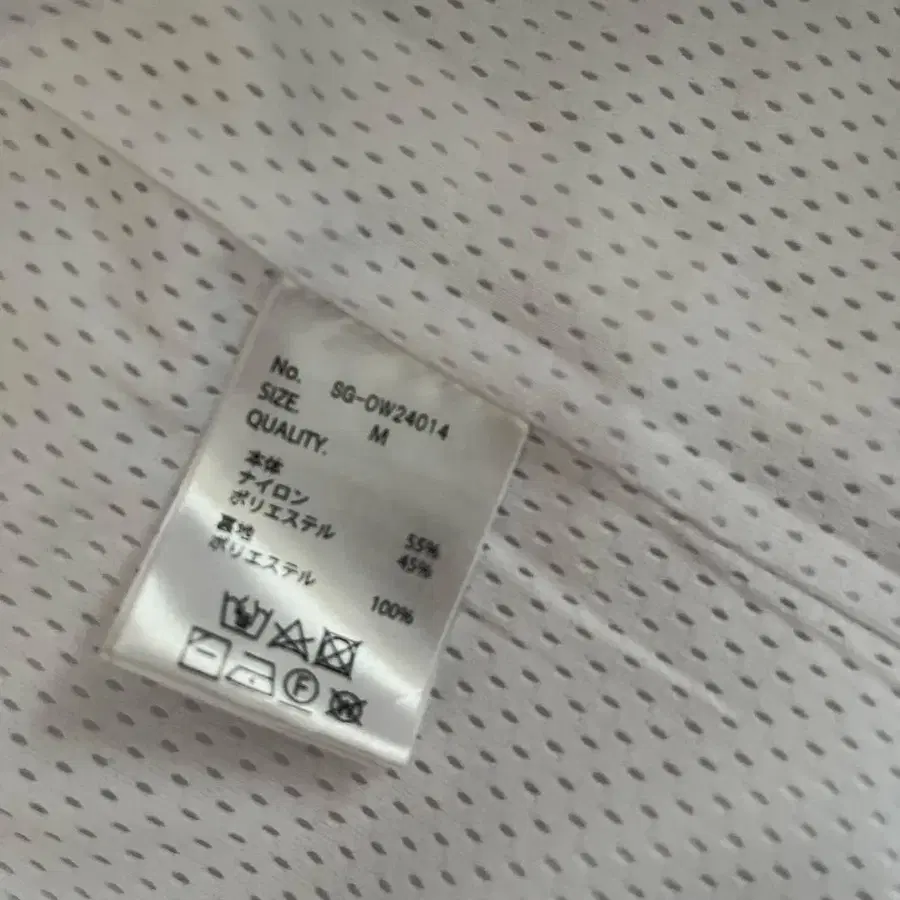 No. SG-OW24014
SIZE. M
QUALITY.
本体
ナイロン 55%
ポリエステル 45%
裏地
ポリエステル 100%
F